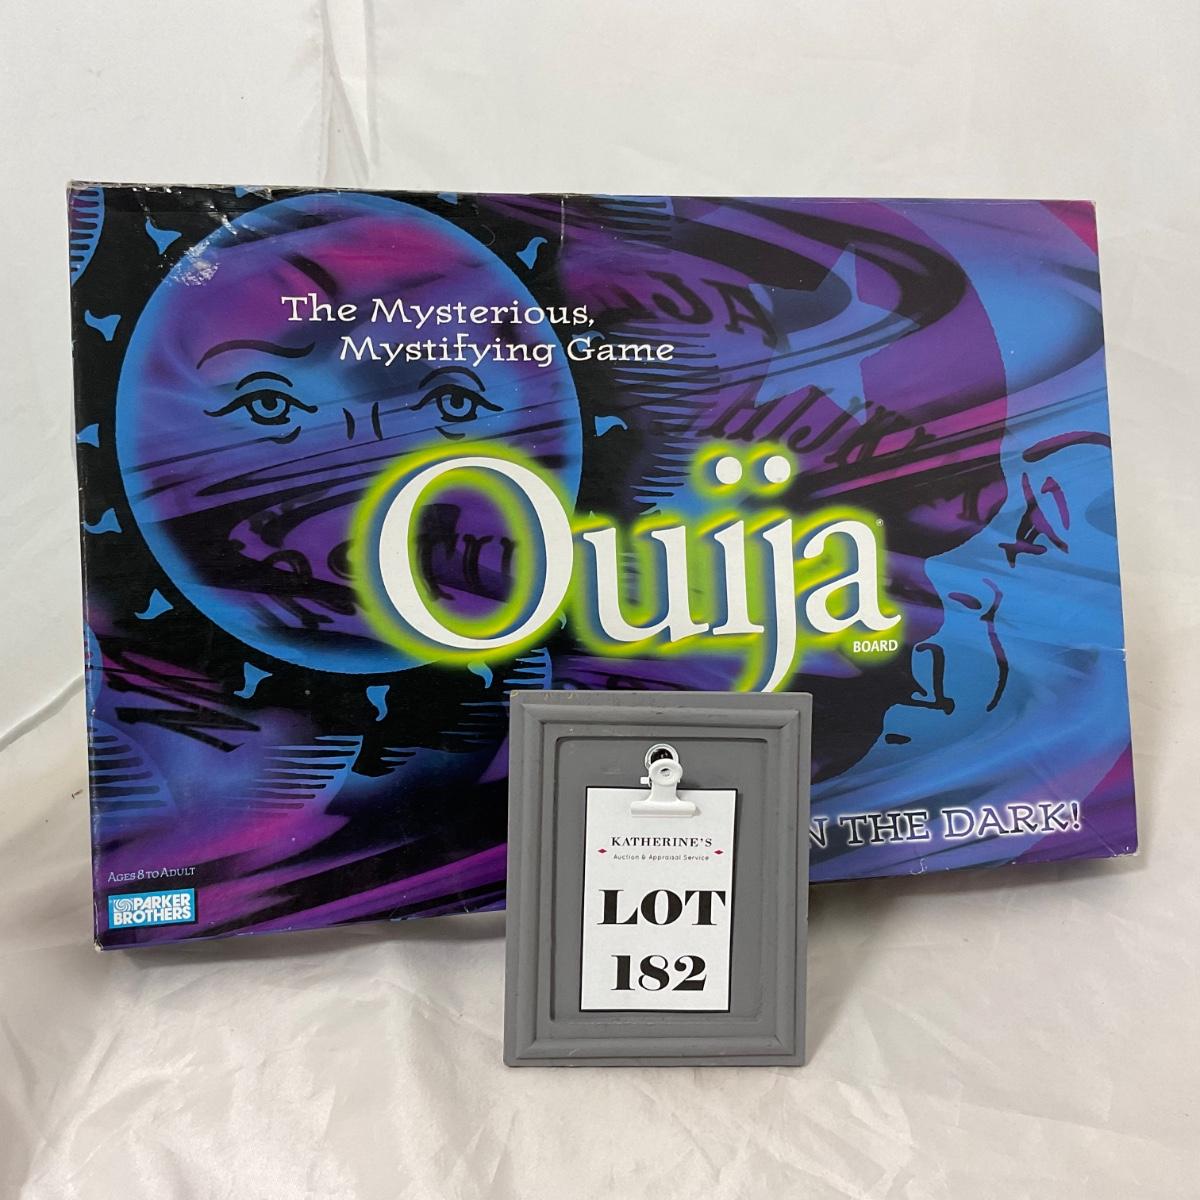 The Mysterious,
Mystifying Game
Ouija®
BOARD
THE DARK!
AGES 8 TO ADULT
PARKER
BROTHERS
KATHERINE'S
Auction & Appraisal Service
LOT
182